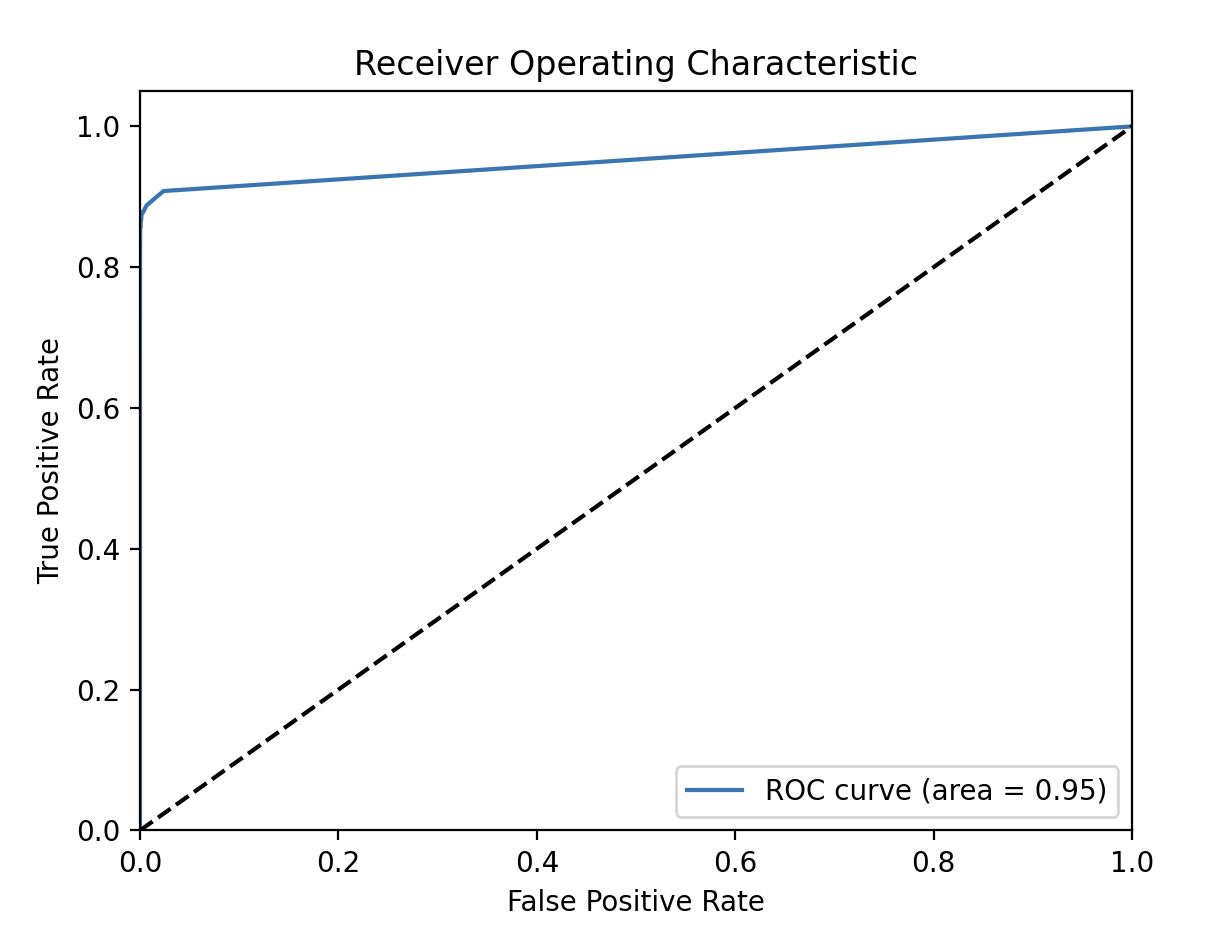 Receiver Operating Characteristic
1.0
0.8
0.6
0.4
0.2
0.0
True Positive Rate
ROC curve (area = 0.95)
0.0 0.2 0.4 0.6 0.8 1.0
False Positive Rate